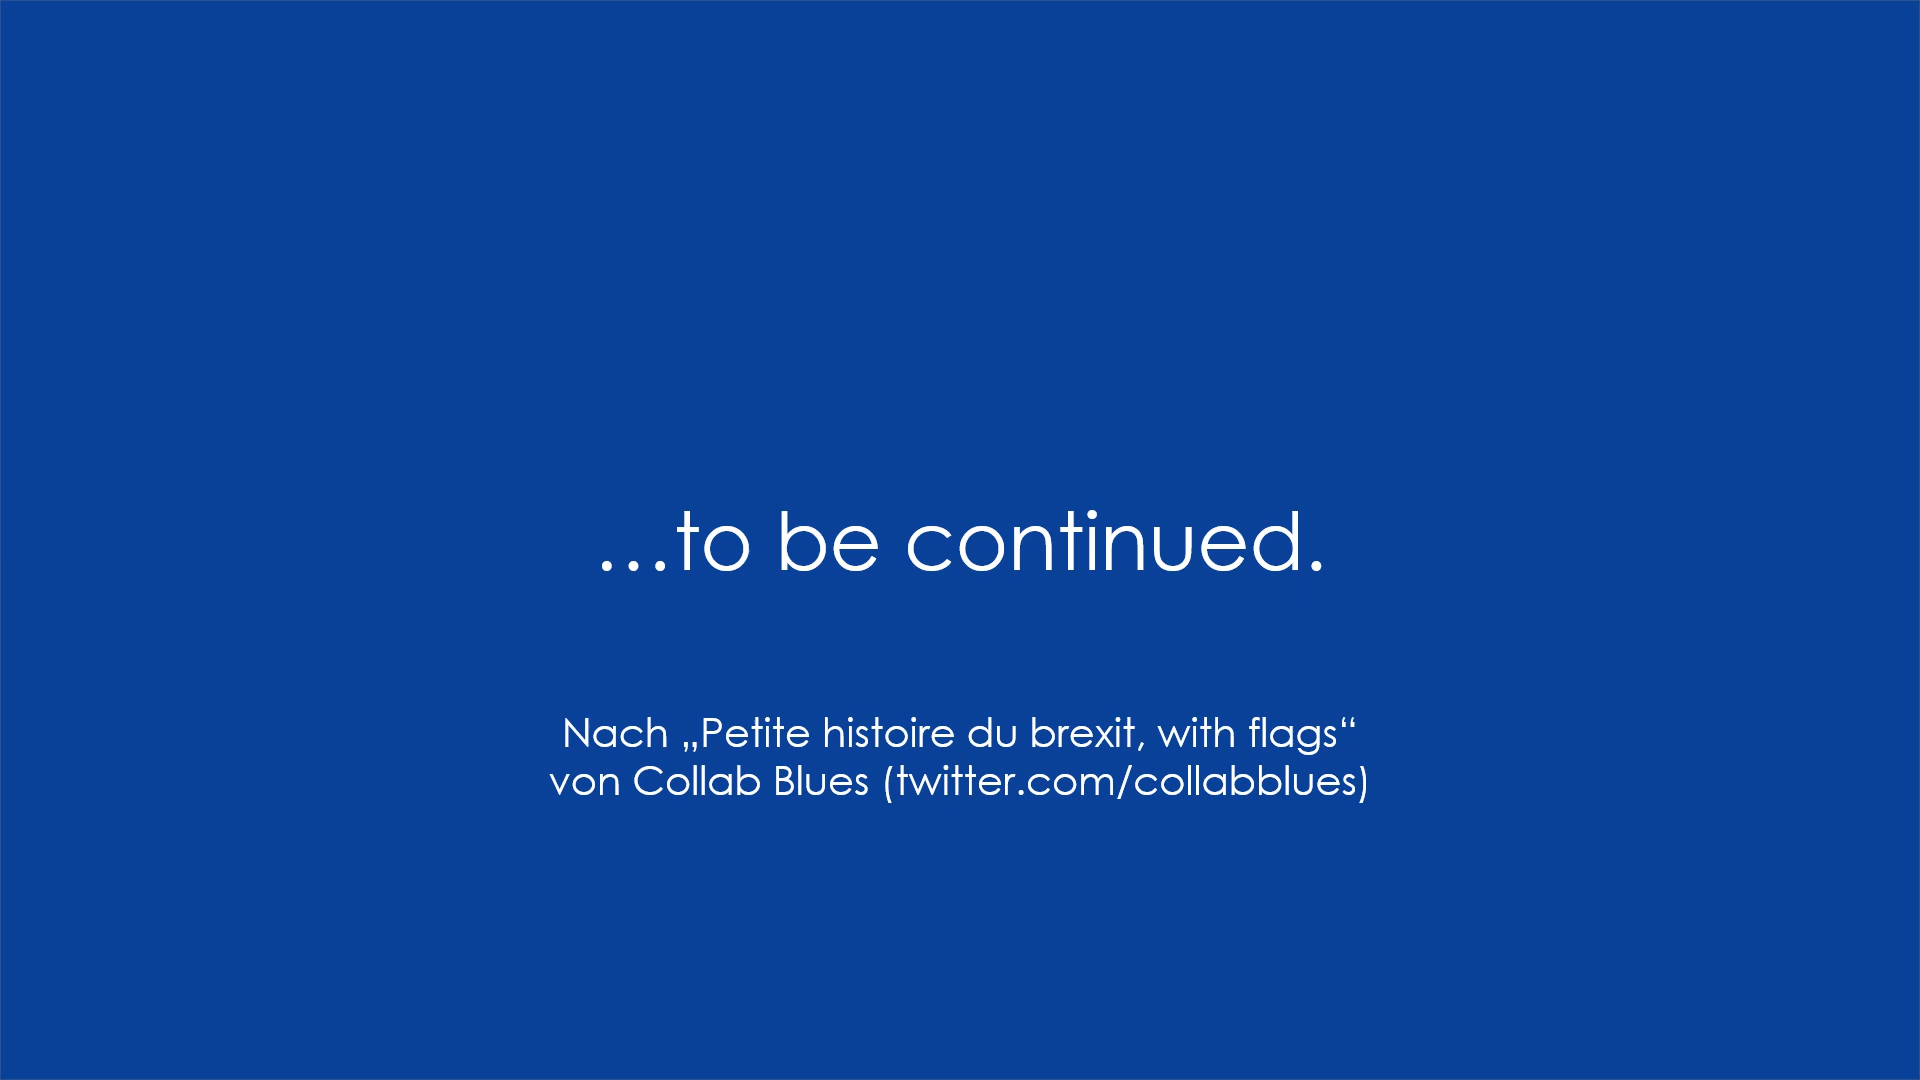 …to be continued.
Nach „Petite histoire du brexit, with flags“
von Collab Blues (twitter.com/collabblues)